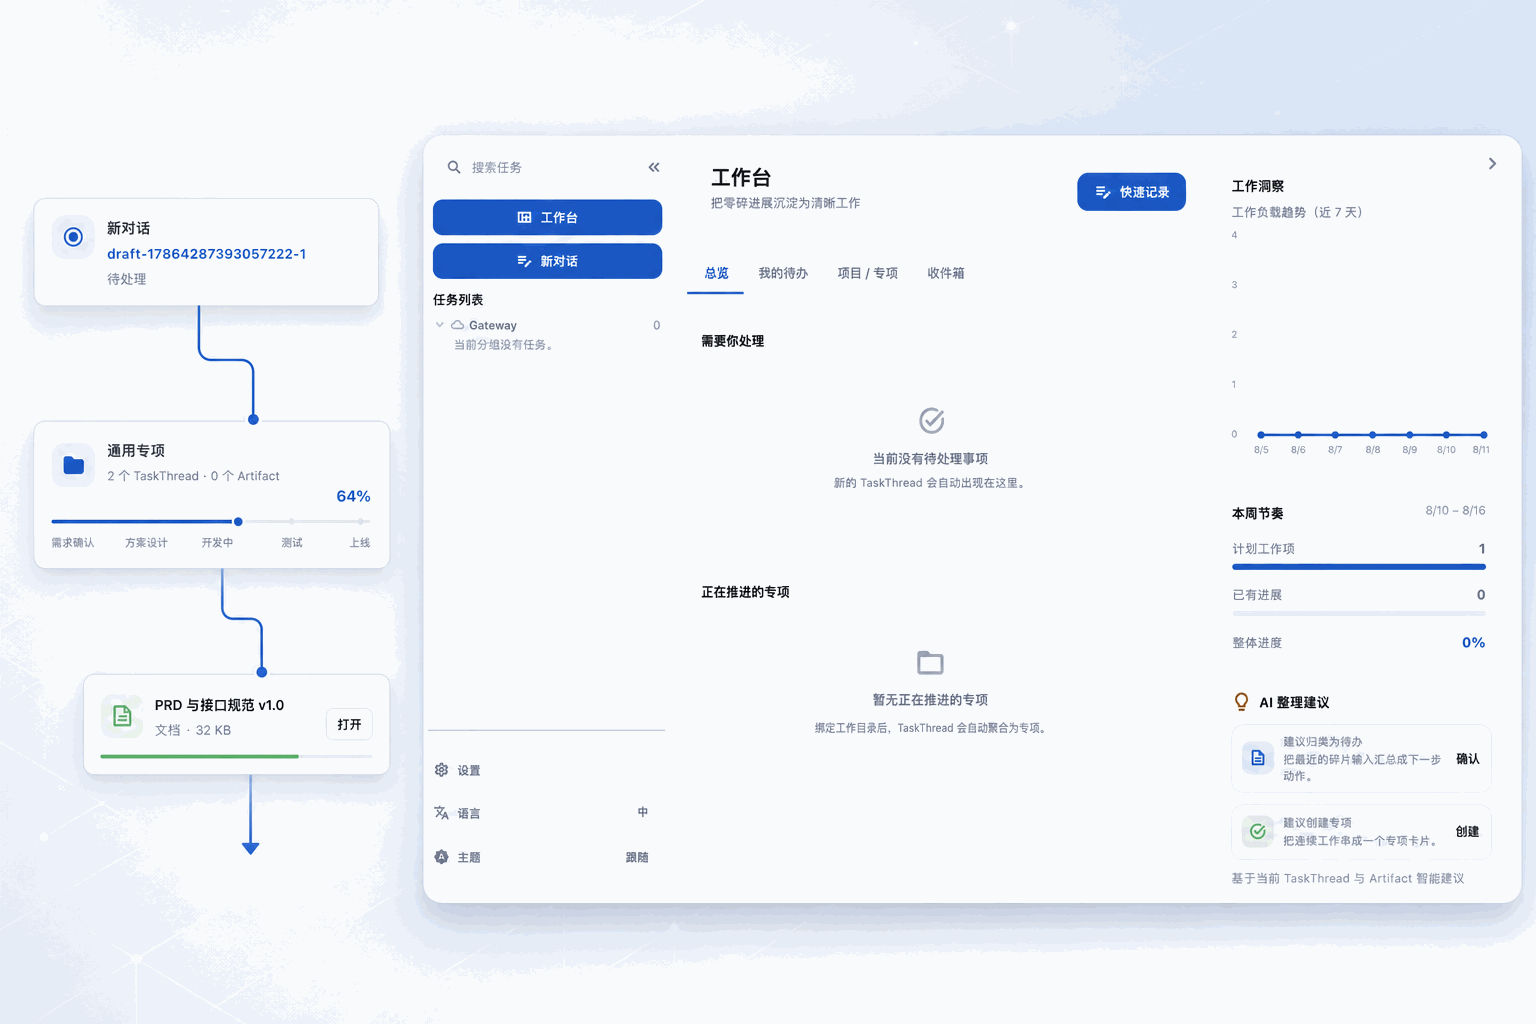 新对话
draft-17864287393057222-1
待处理
通用专项
2 个 TaskThread · 0 个 Artifact
64%
需求确认 方案设计 开发中 测试 上线
PRD 与接口规范 v1.0
文档 · 32 KB
打开
搜索任务
工作台
新对话
任务列表
Gateway 0
当前分组没有任务。
设置
语言 中
主题 跟随
工作台
把零碎进展沉淀为清晰工作
快速记录
总览 我的待办 项目 / 专项 收件箱
需要你处理
当前没有待处理事项
新的 TaskThread 会自动出现在这里。
正在推进的专项
暂无正在推进的专项
绑定工作目录后，TaskThread 会自动聚合为专项。
工作洞察
工作负载趋势（近 7 天）
4
3
2
1
0
8/5 8/6 8/7 8/8 8/9 8/10 8/11
本周节奏 8/10 – 8/16
计划工作项 1
已有进展 0
整体进度 0%
AI 整理建议
建议归类为待办
把最近的碎片输入汇总成下一步
动作。
确认
建议创建专项
把连续工作串成一个专项卡片。
创建
基于当前 TaskThread 与 Artifact 智能建议